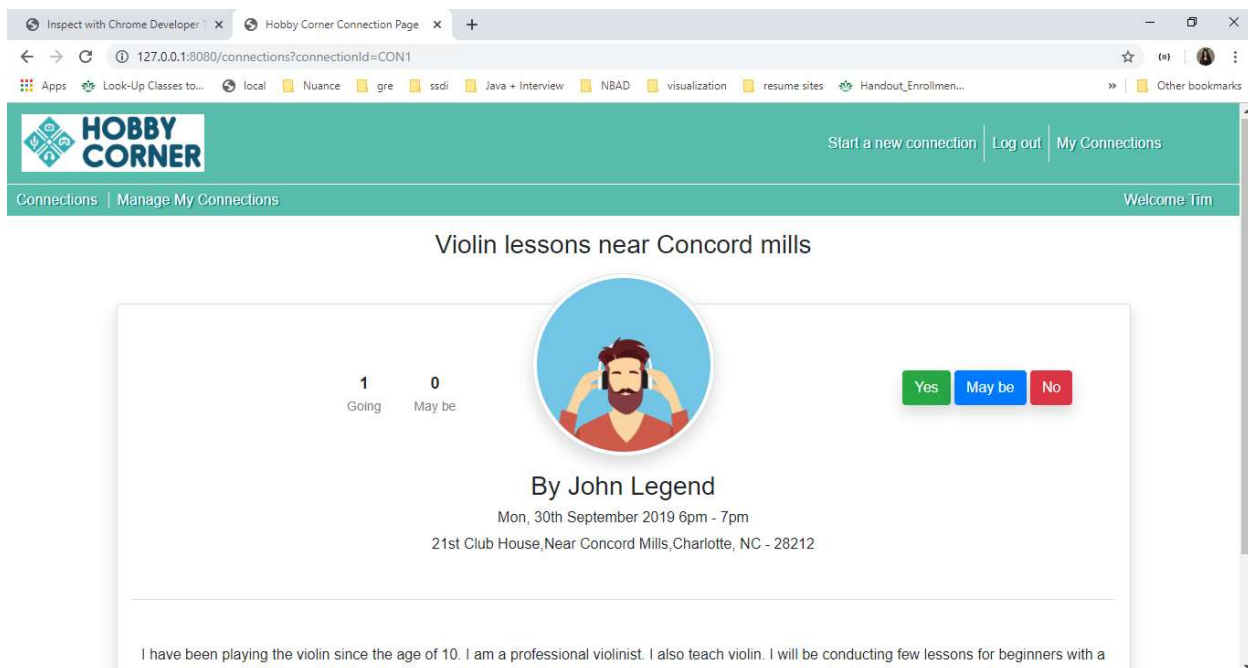 Inspect with Chrome Developer T
Hobby Corner Connection Page
127.0.0.1:8080/connections?connectionId=CON1
Apps Look-Up Classes to... local Nuance gre ssdi Java + Interview NBAD visualization resume sites Handout_Enrollmen... » Other bookmarks
HOBBY
CORNER
Start a new connection Log out My Connections
Connections Manage My Connections Welcome Tim
Violin lessons near Concord mills
1 0
Going May be
Yes May be No
By John Legend
Mon, 30th September 2019 6pm - 7pm
21st Club House,Near Concord Mills,Charlotte, NC - 28212
I have been playing the violin since the age of 10. I am a professional violinist. I also teach violin. I will be conducting few lessons for beginners with a